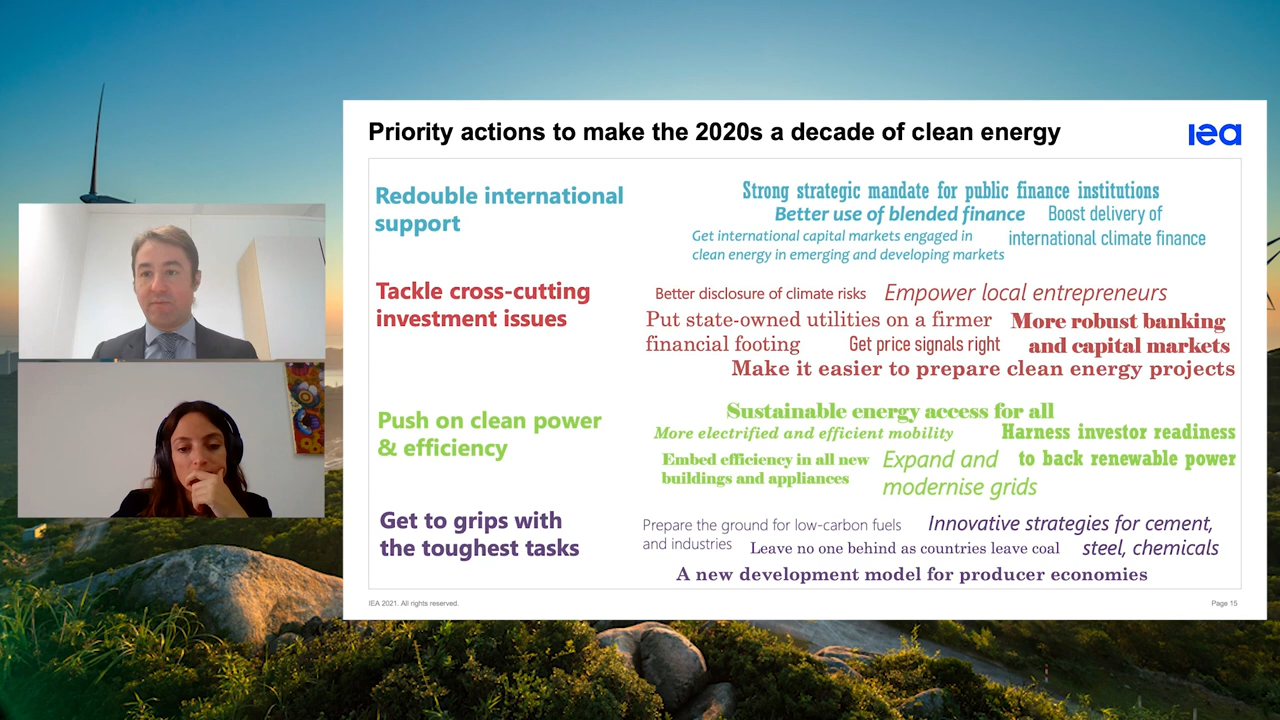 Priority actions to make the 2020s a decade of clean energy
iea
Redouble international
support
Strong strategic mandate for public finance institutions
Better use of blended finance
Boost delivery of
international climate finance
Get international capital markets engaged in
clean energy in emerging and developing markets
Tackle cross-cutting
investment issues
Better disclosure of climate risks
Empower local entrepreneurs
Put state-owned utilities on a firmer
financial footing
More robust banking
and capital markets
Get price signals right
Make it easier to prepare clean energy projects
Push on clean power
& efficiency
Sustainable energy access for all
More electrified and efficient mobility
Harness investor readiness
to back renewable power
Embed efficiency in all new
buildings and appliances
Expand and
modernise grids
Get to grips with
the toughest tasks
Prepare the ground for low-carbon fuels
and industries
Innovative strategies for cement,
steel, chemicals
Leave no one behind as countries leave coal
A new development model for producer economies
IEA 2021. All rights reserved.
Page 15